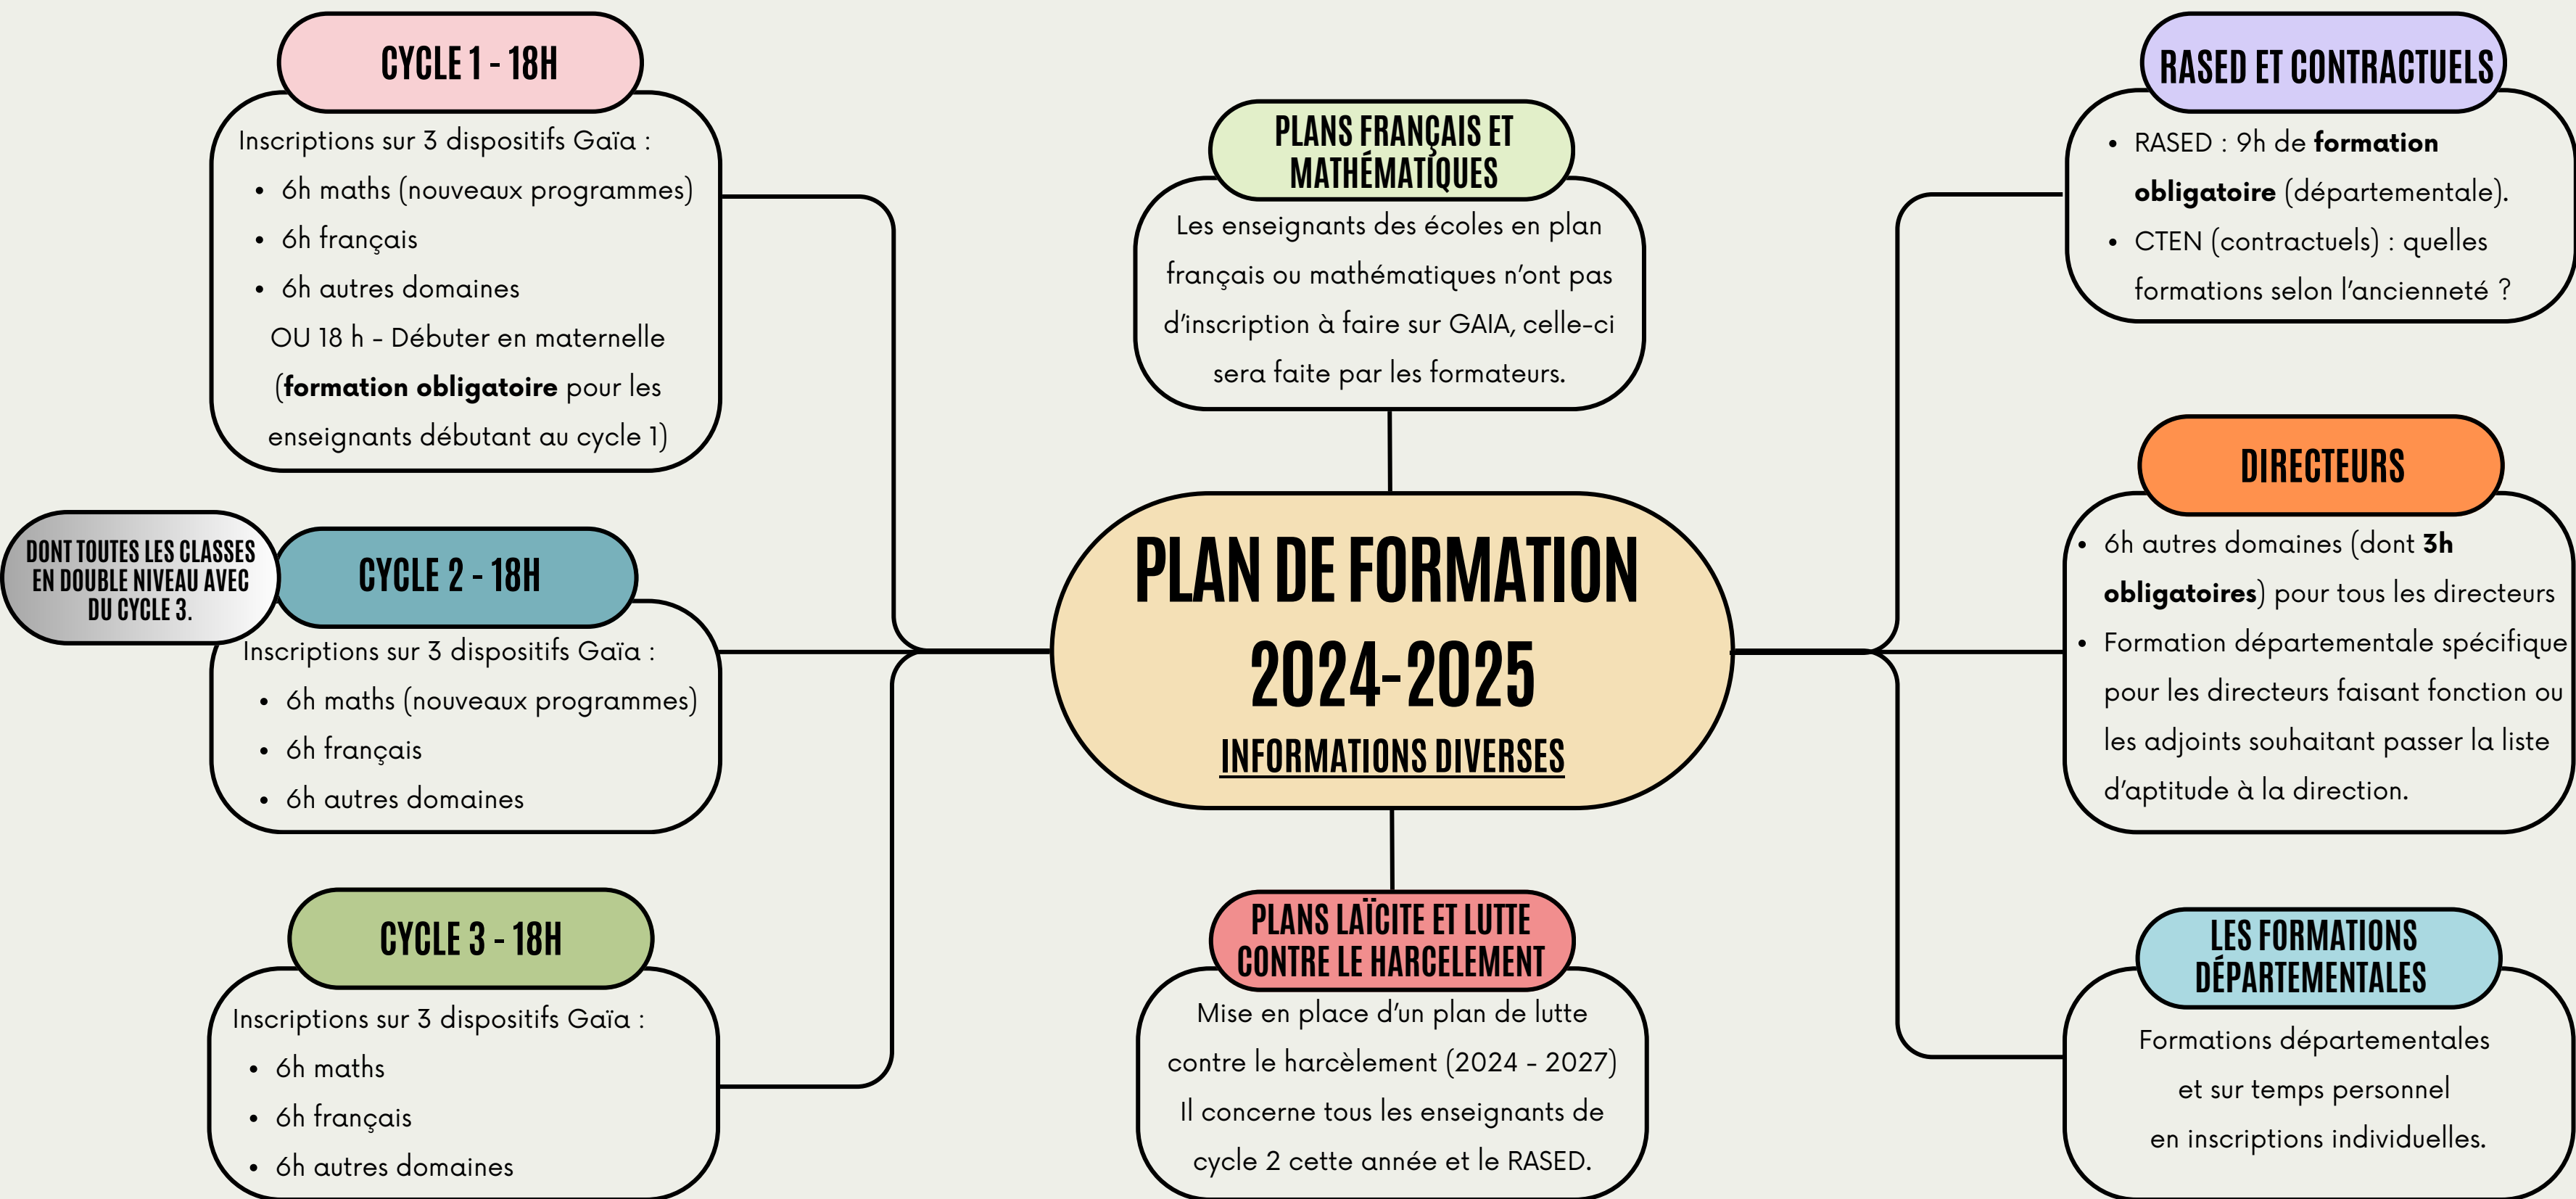 CYCLE 1 - 18H
Inscriptions sur 3 dispositifs Gaïa :
• 6h maths (nouveaux programmes)
• 6h français
• 6h autres domaines
OU 18 h - Débuter en maternelle
(formation obligatoire pour les
enseignants débutant au cycle 1)
DONT TOUTES LES CLASSES
EN DOUBLE NIVEAU AVEC
DU CYCLE 3.
CYCLE 2 - 18H
Inscriptions sur 3 dispositifs Gaïa :
• 6h maths (nouveaux programmes)
• 6h français
• 6h autres domaines
CYCLE 3 - 18H
Inscriptions sur 3 dispositifs Gaïa :
• 6h maths
• 6h français
• 6h autres domaines
PLANS FRANÇAIS ET
MATHÉMATIQUES
Les enseignants des écoles en plan
français ou mathématiques n’ont pas
d’inscription à faire sur GAIA, celle-ci
sera faite par les formateurs.
PLAN DE FORMATION
2024-2025
INFORMATIONS DIVERSES
PLANS LAÏCITE ET LUTTE
CONTRE LE HARCELEMENT
Mise en place d’un plan de lutte
contre le harcèlement (2024 - 2027)
Il concerne tous les enseignants de
cycle 2 cette année et le RASED.
RASED ET CONTRACTUELS
• RASED : 9h de formation
obligatoire (départementale).
• CTEN (contractuels) : quelles
formations selon l’ancienneté ?
DIRECTEURS
• 6h autres domaines (dont 3h
obligatoires) pour tous les directeurs
• Formation départementale spécifique
pour les directeurs faisant fonction ou
les adjoints souhaitant passer la liste
d’aptitude à la direction.
LES FORMATIONS
DÉPARTEMENTALES
Formations départementales
et sur temps personnel
en inscriptions individuelles.